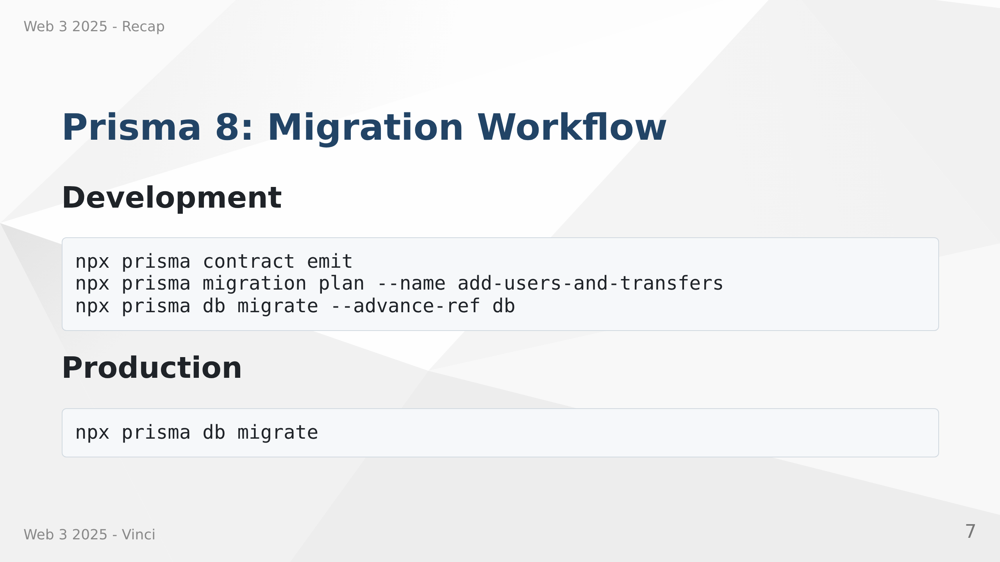 Web 3 2025 - Recap
Prisma 8: Migration Workflow
Development
npx prisma contract emit
npx prisma migration plan --name add-users-and-transfers
npx prisma db migrate --advance-ref db
Production
npx prisma db migrate
Web 3 2025 - Vinci
7